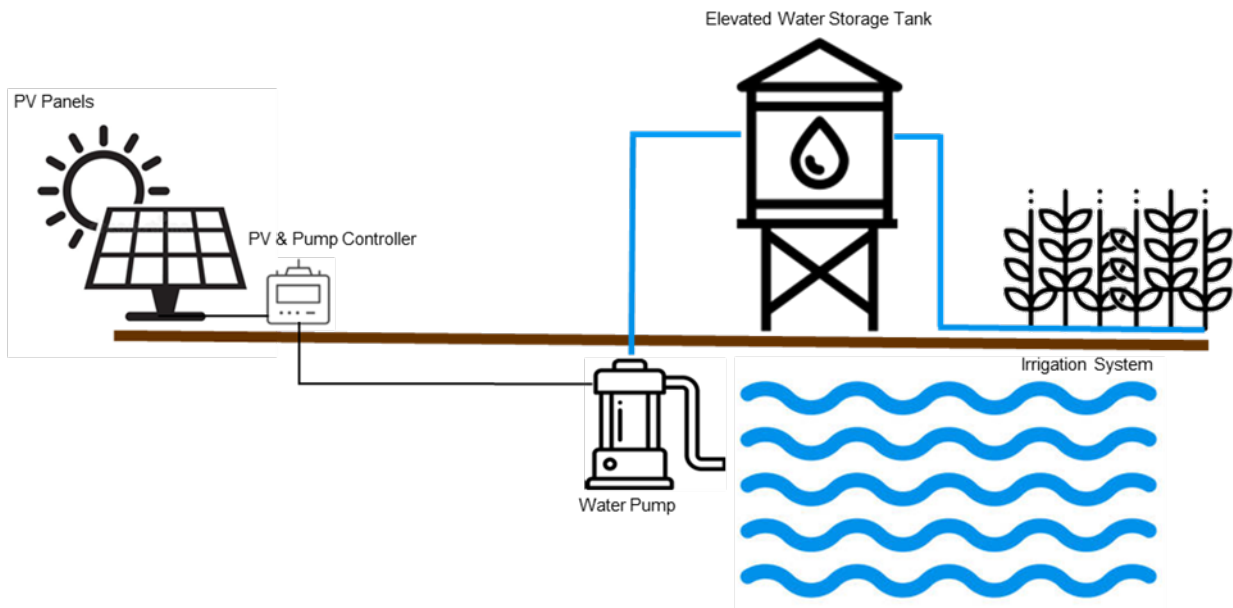 Elevated Water Storage Tank
PV Panels
PV & Pump Controller
Irrigation System
Water Pump